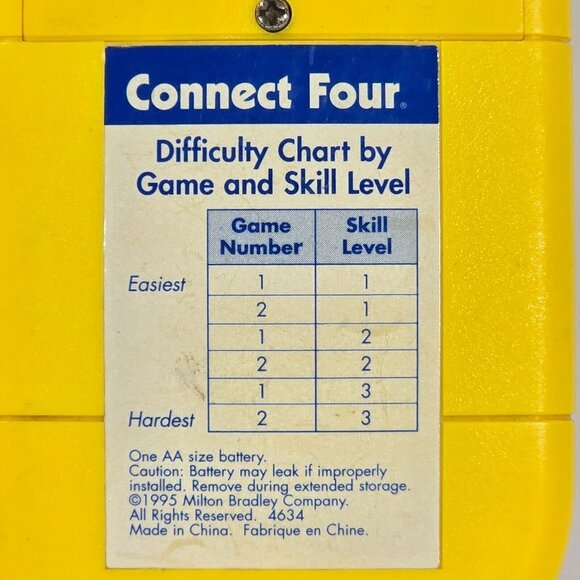 Connect Four®
Difficulty Chart by
Game and Skill Level
Game Number Skill Level
Easiest 1 1
2 1
1 2
2 2
1 3
Hardest 2 3
One AA size battery.
Caution: Battery may leak if improperly
installed. Remove during extended storage.
©1995 Milton Bradley Company.
All Rights Reserved. 4634
Made in China. Fabrique en Chine.